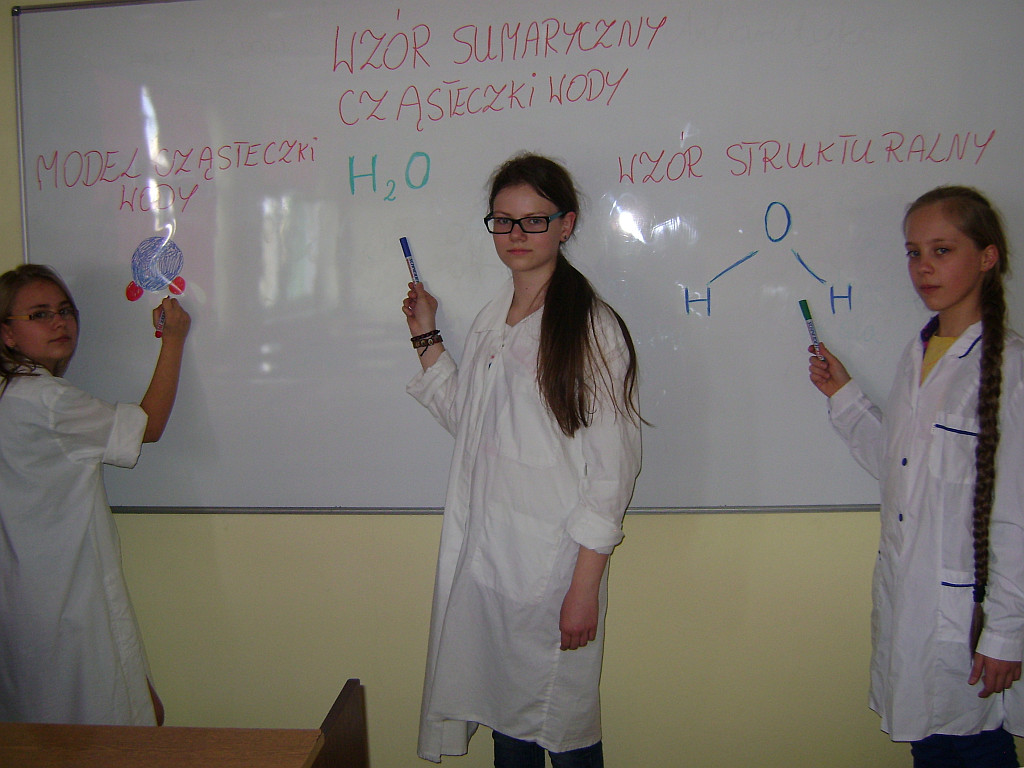 WZÓR SUMARYCZNY
CZĄSTECZKI WODY
MODEL CZĄSTECZKI
WODY
H₂O
WZÓR STRUKTURALNY
O
H H